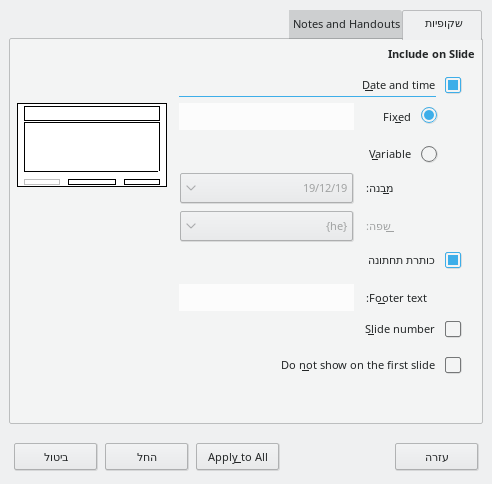 שקופיות
Notes and Handouts
Include on Slide
Date and time
Fixed
Variable
מבנה:
19/12/19
שפה:
{he}
כותרת תחתונה
Footer text:
Slide number
Do not show on the first slide
עזרה
Apply to All
החל
ביטול